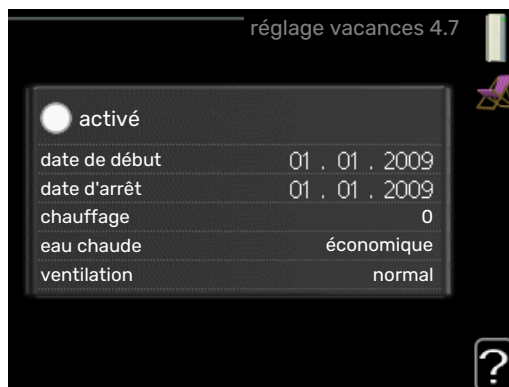 réglage vacances 4.7
activé
date de début 01 . 01 . 2009
date d'arrêt 01 . 01 . 2009
chauffage 0
eau chaude économique
ventilation normal
?